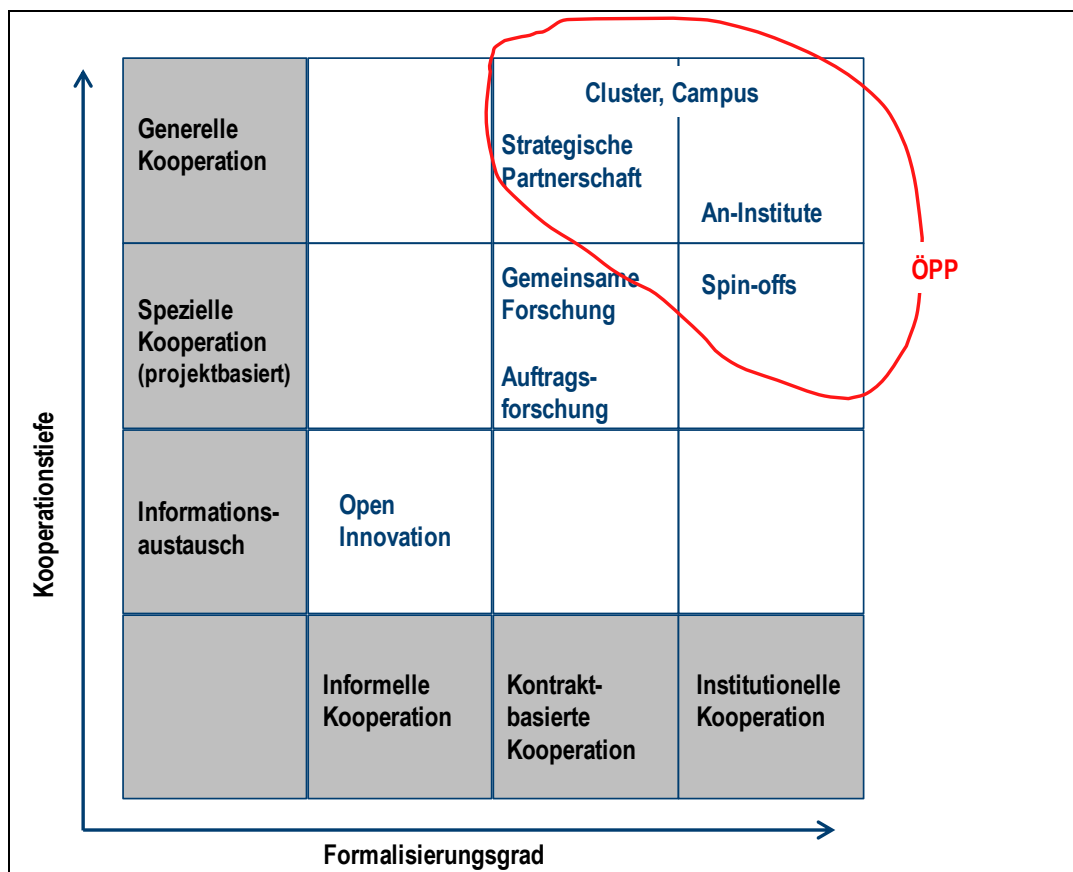 Cluster, Campus
Generelle
Kooperation
Strategische
Partnerschaft
An-Institute
ÖPP
Spezielle
Kooperation
(projektbasiert)
Gemeinsame
Forschung
Auftrags-
forschung
Spin-offs
Kooperationstiefe
Informations-
austausch
Open
Innovation
Informelle
Kooperation
Kontrakt-
basierte
Kooperation
Institutionelle
Kooperation
Formalisierungsgrad